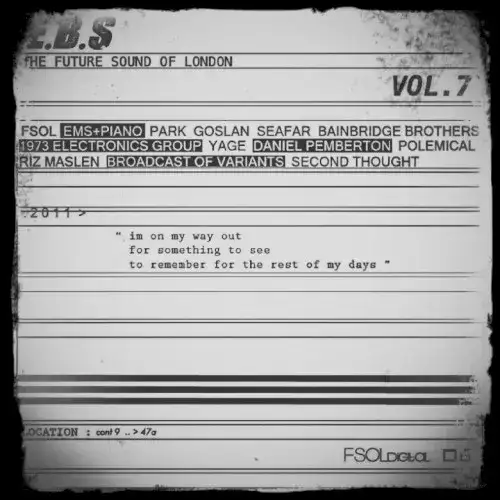 E.B.S
THE FUTURE SOUND OF LONDON
VOL.7
FSOL EMS+PIANO PARK GOSLAN SEAFAR BAINBRIDGE BROTHERS
1973 ELECTRONICS GROUP YAGE DANIEL PEMBERTON POLEMICAL
RIZ MASLEN BROADCAST OF VARIANTS SECOND THOUGHT
2011>
" im on my way out
for something to see
to remember for the rest of my days "
LOCATION : cont 9 ..> 47a
FSOLDIGITAL